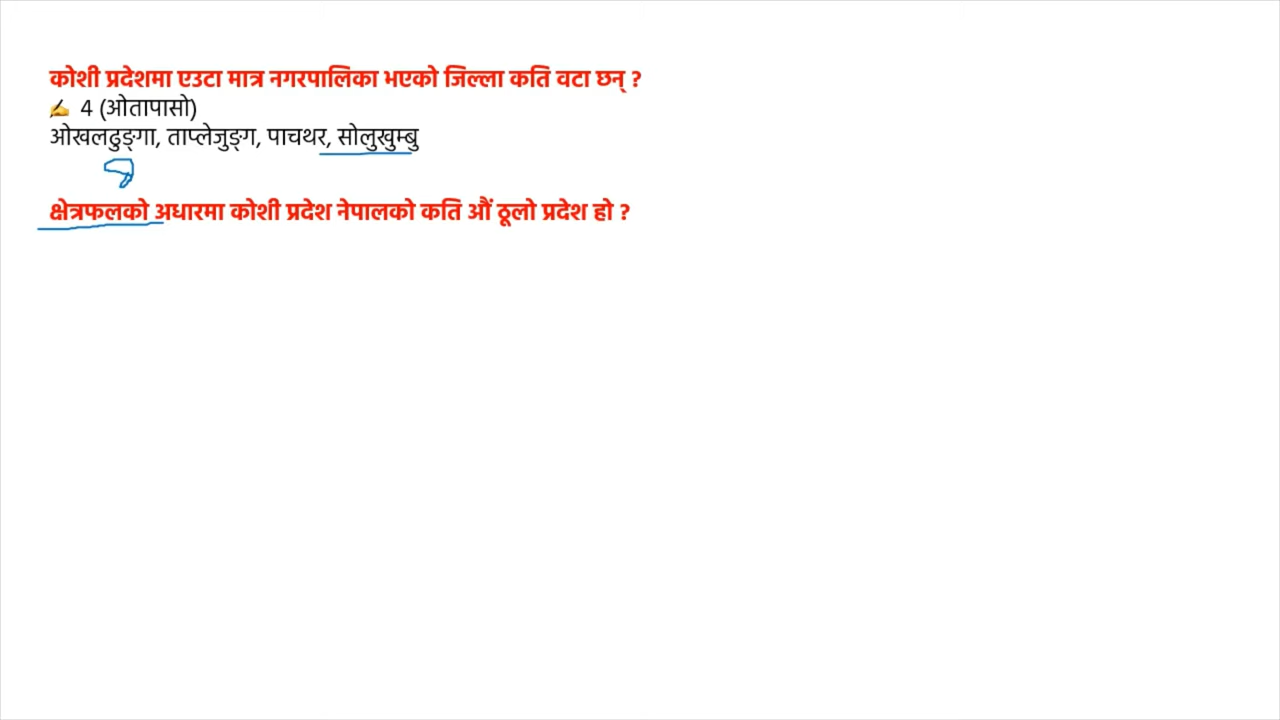 कोशी प्रदेशमा एउटा मात्र नगरपालिका भएको जिल्ला कति वटा छन् ?
✍ 4 (ओतापासो)
ओखलढुङ्गा, ताप्लेजुङ्ग, पाचथर, सोलुखुम्बु
क्षेत्रफलको अधारमा कोशी प्रदेश नेपालको कति औं ठूलो प्रदेश हो ?